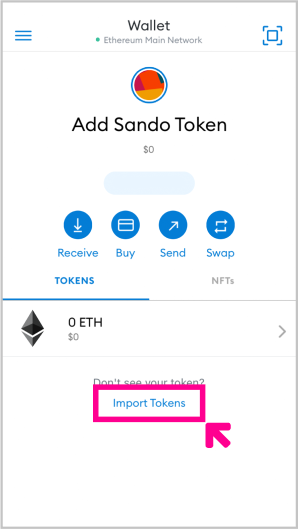 Wallet
Ethereum Main Network
Add Sando Token
$0
Receive Buy Send Swap
TOKENS NFTs
0 ETH
$0
Don't see your token?
Import Tokens